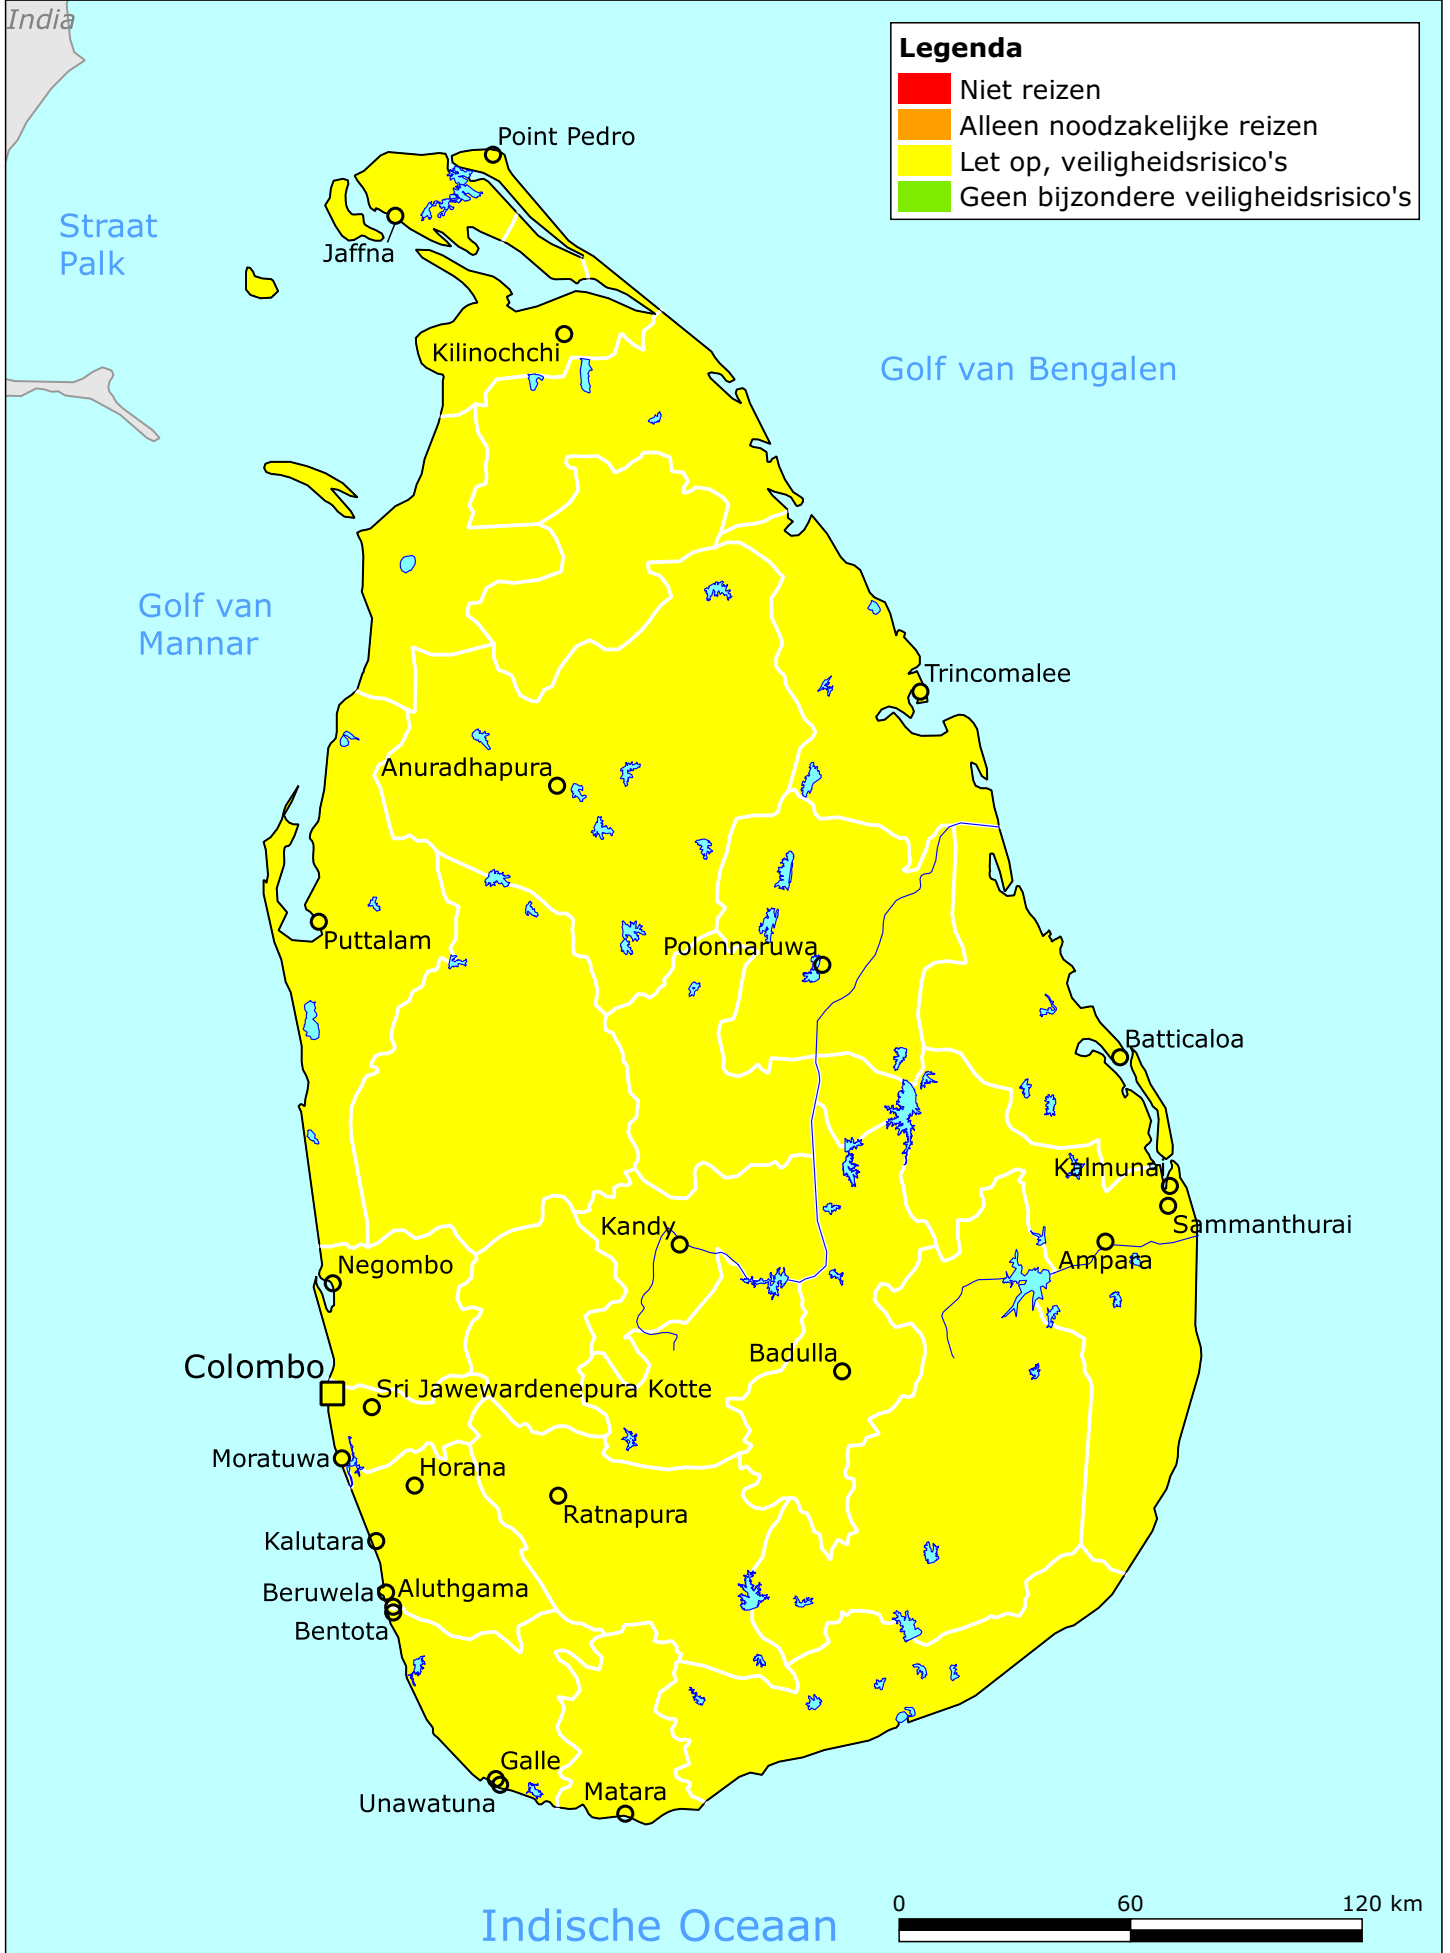 India
Legenda
Niet reizen
Alleen noodzakelijke reizen
Let op, veiligheidsrisico's
Geen bijzondere veiligheidsrisico's
Point Pedro
Straat
Palk
Jaffna
Kilinochchi
Golf van Bengalen
Golf van
Mannar
Trincomalee
Anuradhapura
Puttalam
Polonnaruwa
Batticaloa
Kalmunai
Sammanthurai
Kandy
Ampara
Negombo
Badulla
Colombo
Sri Jawewardenepura Kotte
Moratuwa
Horana
Ratnapura
Kalutara
Beruwela
Aluthgama
Bentota
Galle
Unawatuna
Matara
0 60 120 km
Indische Oceaan